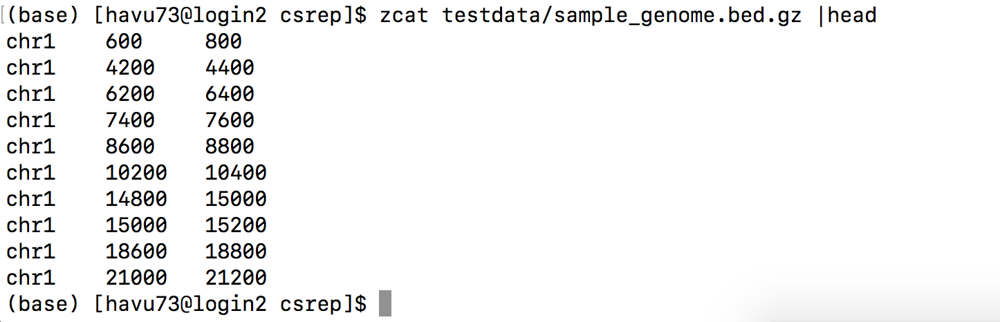 (base) [havu73@login2 csrep]$ zcat testdata/sample_genome.bed.gz |head
chr1    600     800
chr1    4200    4400
chr1    6200    6400
chr1    7400    7600
chr1    8600    8800
chr1    10200   10400
chr1    14800   15000
chr1    15000   15200
chr1    18600   18800
chr1    21000   21200
(base) [havu73@login2 csrep]$